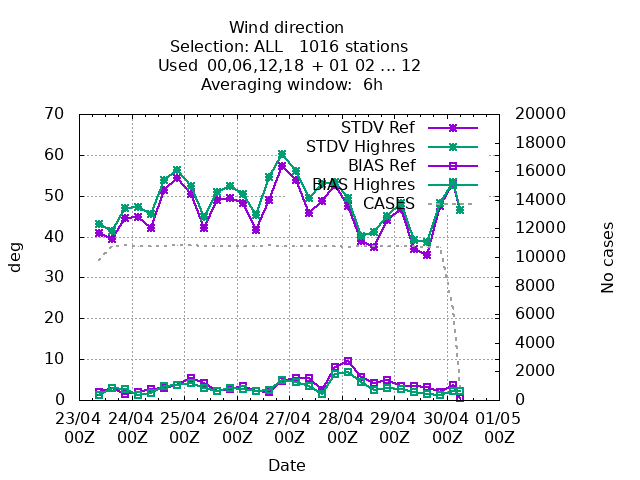 Wind direction
Selection: ALL   1016 stations
Used  00,06,12,18  + 01 02 ... 12
Averaging window:  6h
70 20000
60 18000
50 16000
40 14000
30 12000
20 10000
10 8000
0 6000
4000
2000
0
STDV Ref
STDV Highres
BIAS Ref
BIAS Highres
CASES
deg
No cases
23/04 24/04 25/04 26/04 27/04 28/04 29/04 30/04 01/05
00Z 00Z 00Z 00Z 00Z 00Z 00Z 00Z 00Z
Date